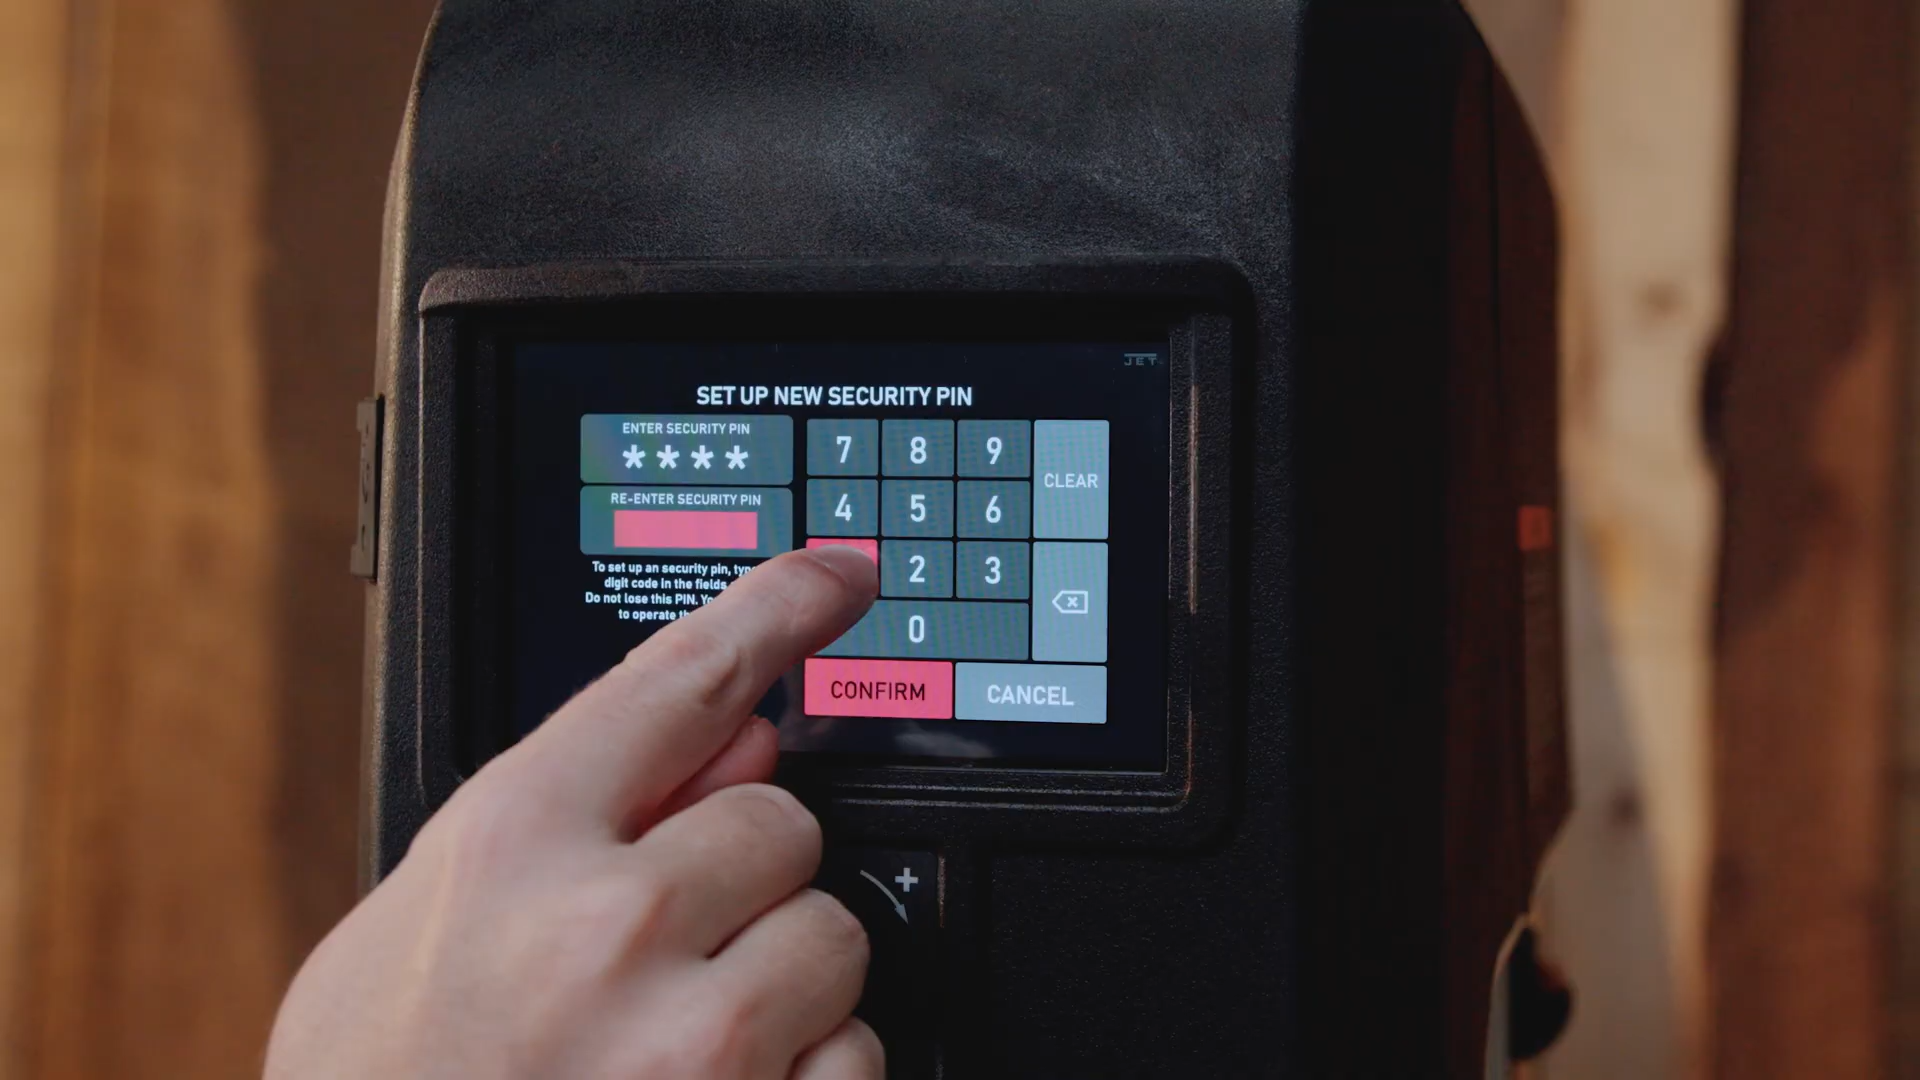 JET
SET UP NEW SECURITY PIN
ENTER SECURITY PIN
****
RE-ENTER SECURITY PIN
To set up an security pin,
digit code in the fields
Do not lose this PIN.
to operate
7 8 9
CLEAR
4 5 6
2 3
0
CONFIRM CANCEL
+